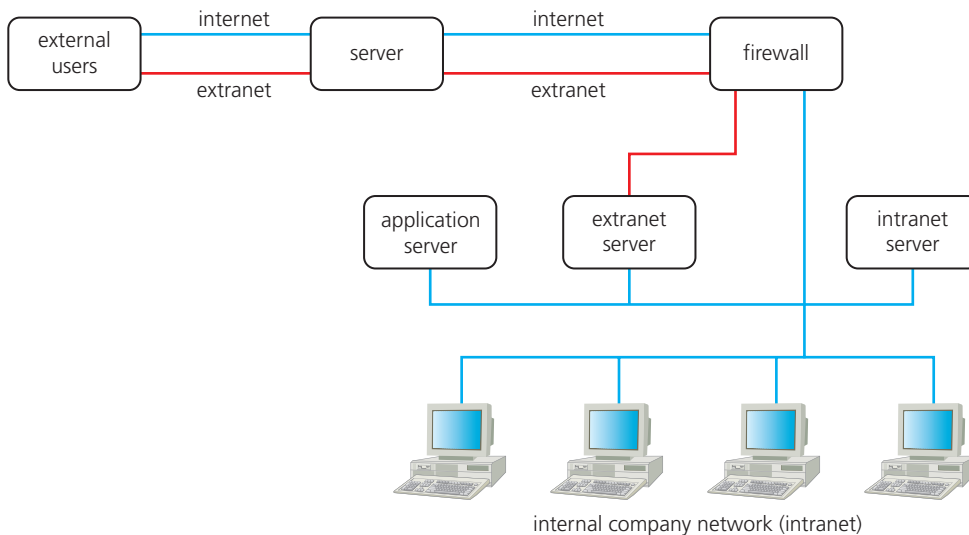 internet
external
users
server
firewall
internet
extranet
extranet
application
server
extranet
server
intranet
server
internal company network (intranet)